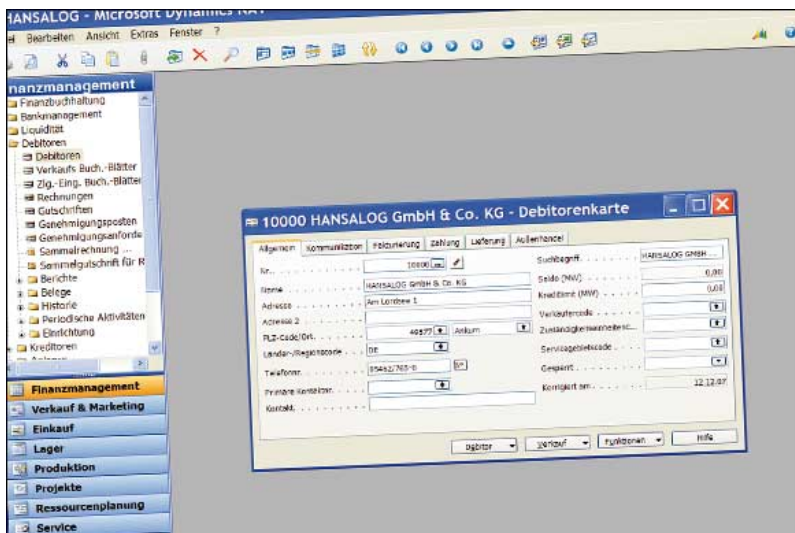 HANSALOG - Microsoft Dynamics NAV
Bearbeiten Ansicht Extras Fenster ?
nanzmanagement
Finanzbuchhaltung
Bankmanagement
Liquidität
Debitoren
Debitoren
Verkaufs Buch.-Blätter
Zlg.-Eing. Buch.-Blätter
Rechnungen
Gutschriften
Genehmigungsposten
Genehmigungsanforde
Sammelrechnung ...
Sammelgutschrift für R
Berichte
Belege
Historie
Periodische Aktivitäten
Einrichtung
Kreditoren
Finanzmanagement
Verkauf & Marketing
Einkauf
Lager
Produktion
Projekte
Ressourcenplanung
Service
10000 HANSALOG GmbH & Co. KG - Debitorenkarte
Allgemein Kommunikation Fakturierung Zahlung Lieferung Außenhandel
Nr. 10000
Name HANSALOG GmbH & Co. KG
Adresse Am Lordsee 1
Adresse 2
PLZ-Code/Ort. 49577 Ankum
Länder-/Regionscode DE
Telefonnr. 05462/765-0
Primäre Kontaktnr.
Kontakt.
Suchbegriff. HANSALOG GMBH ...
Saldo (MW) 0,00
Kreditlimit (MW) 0,00
Verkäufercode
Zuständigkeitseinheitenc...
Servicegebietscode
Gesperrt
Korrigiert am 12.12.07
Debitor Verkauf Funktionen Hilfe